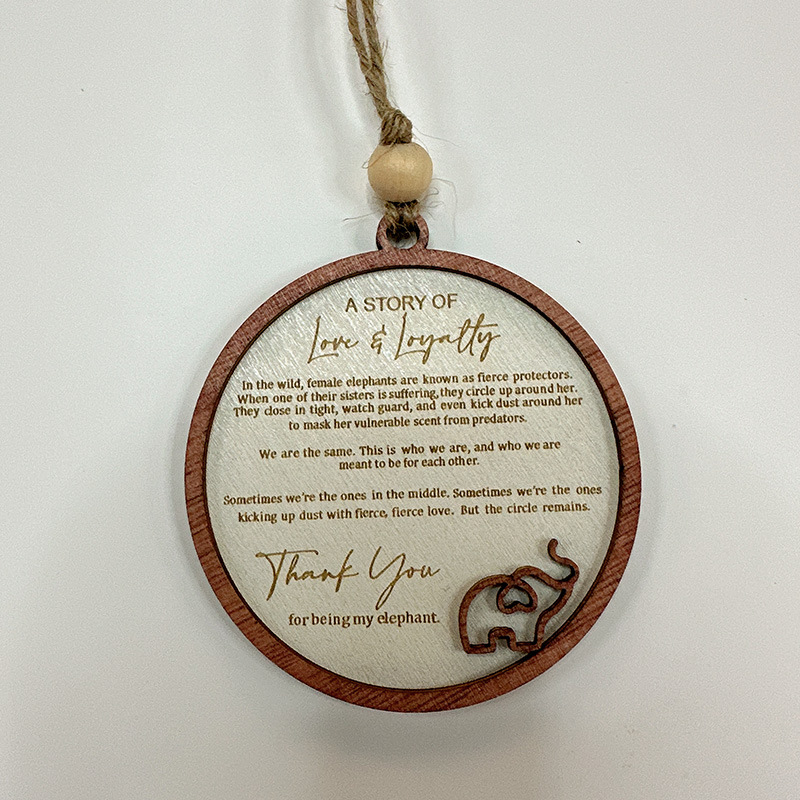 A STORY OF
Love & Loyalty
In the wild, female elephants are known as fierce protectors.
When one of their sisters is suffering, they circle up around her.
They close in tight, watch guard, and even kick dust around her
to mask her vulnerable scent from predators.
We are the same. This is who we are, and who we are
meant to be for each other.
Sometimes we're the ones in the middle. Sometimes we're the ones
kicking up dust with fierce, fierce love. But the circle remains.
Thank You
for being my elephant.